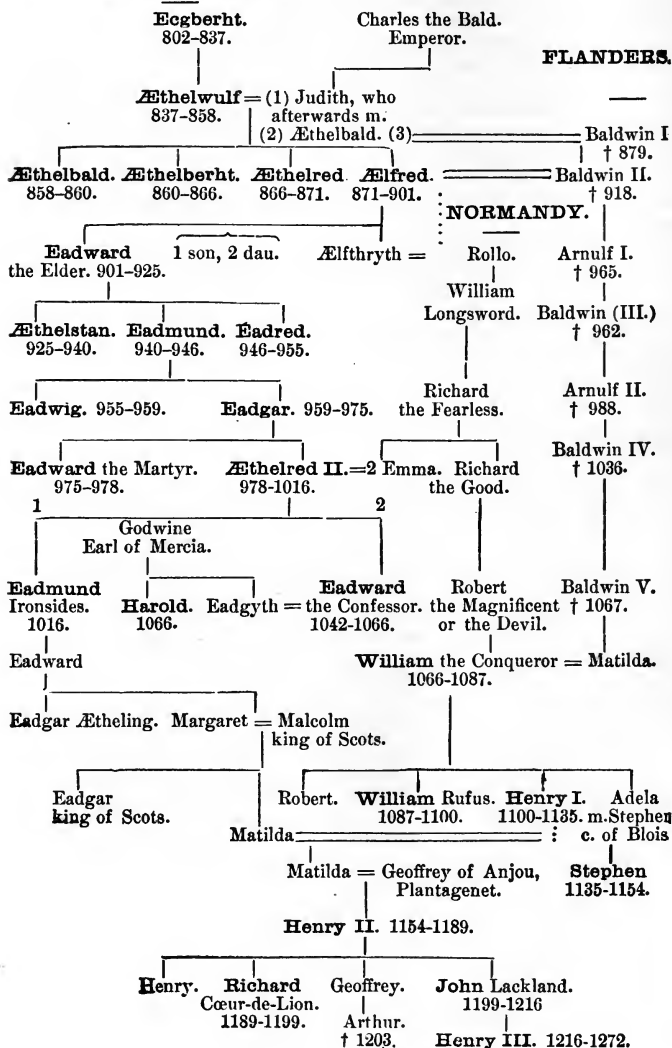 Ecgberht. Charles the Bald.
802-837. Emperor.
FLANDERS.
Æthelwulf = (1) Judith, who
837-858. afterwards m.
(2) Æthelbald. (3) Baldwin I
† 879.
Æthelbald. Æthelberht. Æthelred Ælfred. Baldwin II.
858-860. 860-866. 866-871. 871-901. † 918.
NORMANDY.
Eadward 1 son, 2 dau. Ælfthryth = Rollo. Arnulf I.
the Elder. 901-925. † 965.
William
Longsword. Baldwin (III.)
Æthelstan. Eadmund. Eadred. † 962.
925-940. 940-946. 946-955.
Richard Arnulf II.
Eadwig. 955-959. Eadgar. 959-975. the Fearless. † 988.
Baldwin IV.
Eadward the Martyr. Æthelred II.=2 Emma. Richard † 1036.
975-978. 978-1016. the Good.
1 2
Godwine
Earl of Mercia.
Eadmund Eadward Robert Baldwin V.
Ironsides. Harold. Eadgyth = the Confessor. the Magnificent † 1067.
1016. 1066. 1042-1066. or the Devil.
Eadward William the Conqueror = Matilda.
1066-1087.
Eadgar Ætheling. Margaret = Malcolm
king of Scots.
Eadgar Robert. William Rufus. Henry I. Adela
king of Scots. 1087-1100. 1100-1135. m. Stephen
Matilda c. of Blois
Matilda = Geoffrey of Anjou, Stephen
Plantagenet. 1135-1154.
Henry II. 1154-1189.
Henry. Richard Geoffrey. John Lackland.
Cœur-de-Lion. 1199-1216
1189-1199. Arthur.
† 1203. Henry III. 1216-1272.